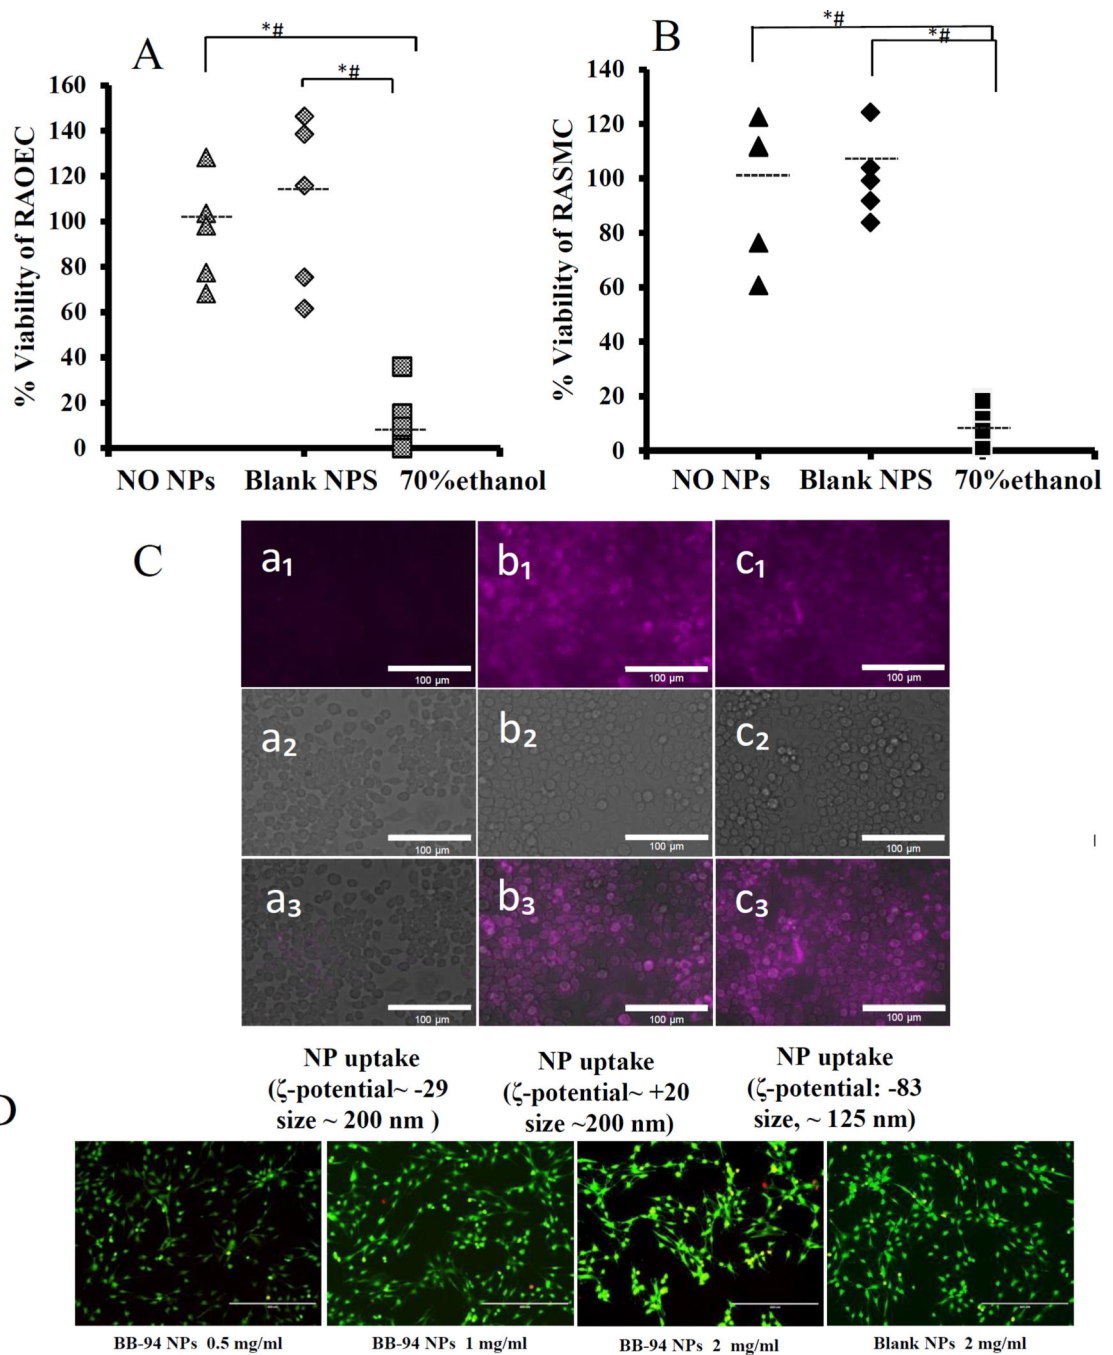 A
*#
*#
% Viability of RAOEC
160
140
120
100
80
60
40
20
0
NO NPs Blank NPS 70%ethanol
B
*#
*#
% Viability of RASMC
140
120
100
80
60
40
20
0
NO NPs Blank NPS 70%ethanol
C
a₁ b₁ c₁
100 µm 100 µm 100 µm
a₂ b₂ c₂
100 µm 100 µm 100 µm
a₃ b₃ c₃
100 µm 100 µm 100 µm
NP uptake
(ζ-potential~ -29
size ~ 200 nm )
NP uptake
(ζ-potential~ +20
size ~200 nm)
NP uptake
(ζ-potential: -83
size, ~ 125 nm)
D
BB-94 NPs 0.5 mg/ml
BB-94 NPs 1 mg/ml
BB-94 NPs 2 mg/ml
Blank NPs 2 mg/ml